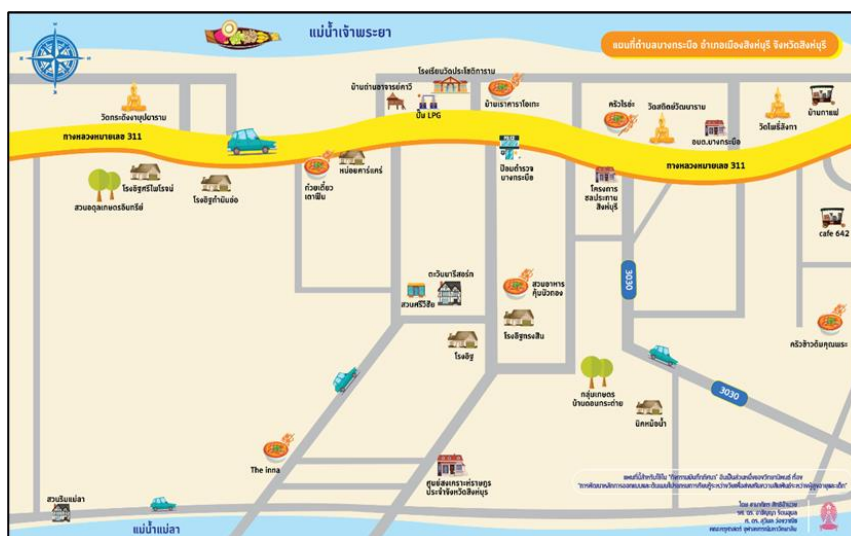 แม่น้ำเจ้าพระยา
แผนที่ตำบลบางกระบือ อำเภอเมืองสิงห์บุรี จังหวัดสิงห์บุรี
โรงเรียนวัดประโชติการาม
บ้านด่านอาจารย์ทวี
ปั๊ม LPG
บ้านเราคาราโอเกะ
ครัวไรอ่ะ
วัดสติตย์วัฒนาราม
อบต.บางกระบือ
วัดโพธิ์ลังกา
บ้านกาแฟ
วัดกระดังงาบุปผาราม
ทางหลวงหมายเลข 311
ทางหลวงหมายเลข 311
สวนอดุลเกษตรอินทรีย์
โรงอิฐศรีไพโรจน์
โรงอิฐกำนันช่อ
ก๋วยเตี๋ยว
เตาฟืน
หน่อยคาร์แคร์
ป้อมตำรวจ
บางกระบือ
โครงการ
ชลประทาน
สิงห์บุรี
cafe 642
3030
ตะวันมารีสอร์ท
สวนศรีวิชัย
สวนอาหาร
คุ้มบัวทอง
โรงอิฐ
โรงอิฐทรงสิน
ครัวข้าวต้มคุณพระ
กลุ่มเกษตร
บ้านดอนกระต่าย
นิคหม้อน้ำ
3030
The inna
ศูนย์สงเคราะห์ราษฎร
ประจำจังหวัดสิงห์บุรี
สวนริมแม่ลา
แม่น้ำแม่ลา